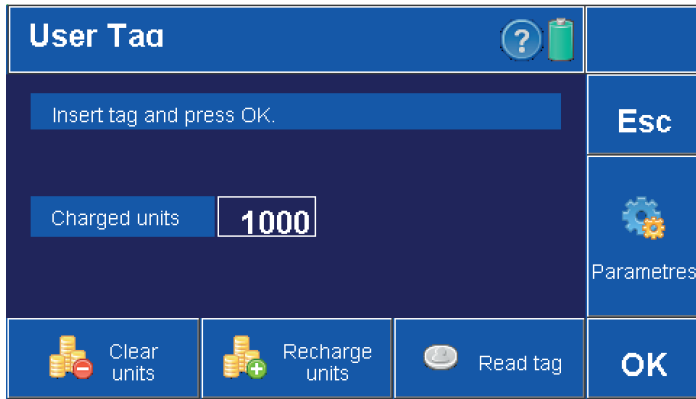 User Tag
?
Insert tag and press OK.
Esc
Charged units
1000
Parametres
Clear
units
Recharge
units
Read tag
OK